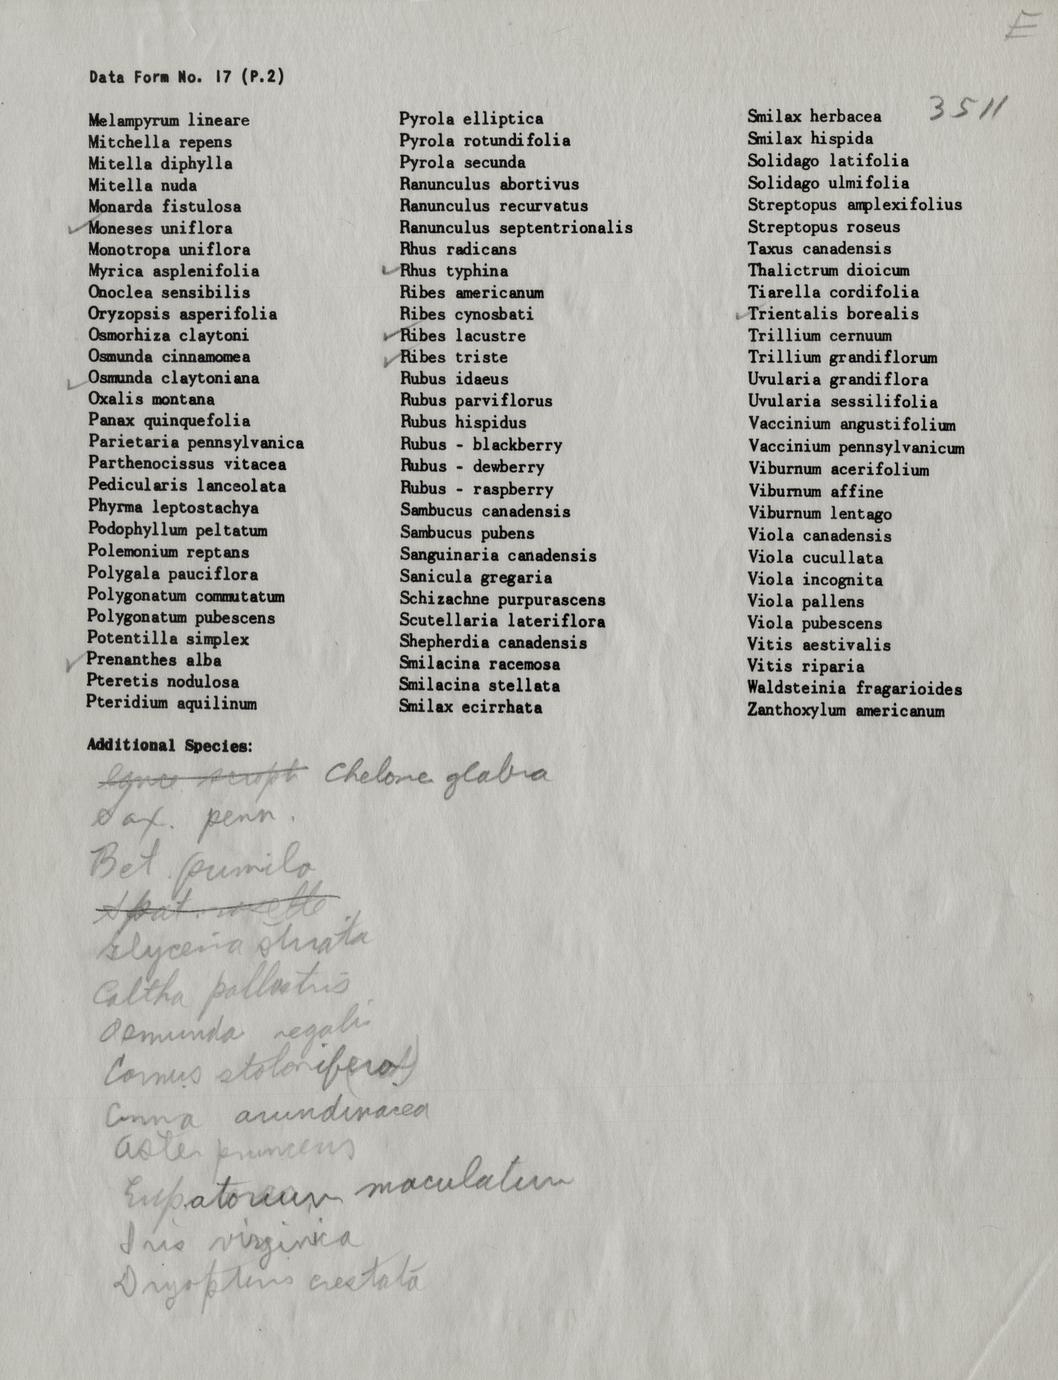 E
3511
Data Form No. 17 (P.2)
Melampyrum lineare
Mitchella repens
Mitella diphylla
Mitella nuda
Monarda fistulosa
✓Moneses uniflora
Monotropa uniflora
Myrica asplenifolia
Onoclea sensibilis
Oryzopsis asperifolia
Osmorhiza claytoni
Osmunda cinnamomea
✓Osmunda claytoniana
Oxalis montana
Panax quinquefolia
Parietaria pennsylvanica
Parthenocissus vitacea
Pedicularis lanceolata
Phyrma leptostachya
Podophyllum peltatum
Polemonium reptans
Polygala pauciflora
Polygonatum commutatum
Polygonatum pubescens
Potentilla simplex
✓Prenanthes alba
Pteretis nodulosa
Pteridium aquilinum
Pyrola elliptica
Pyrola rotundifolia
Pyrola secunda
Ranunculus abortivus
Ranunculus recurvatus
Ranunculus septentrionalis
Rhus radicans
✓Rhus typhina
Ribes americanum
Ribes cynosbati
✓Ribes lacustre
✓Ribes triste
Rubus idaeus
Rubus parviflorus
Rubus hispidus
Rubus - blackberry
Rubus - dewberry
Rubus - raspberry
Sambucus canadensis
Sambucus pubens
Sanguinaria canadensis
Sanicula gregaria
Schizachne purpurascens
Scutellaria lateriflora
Shepherdia canadensis
Smilacina racemosa
Smilacina stellata
Smilax ecirrhata
Smilax herbacea
Smilax hispida
Solidago latifolia
Solidago ulmifolia
Streptopus amplexifolius
Streptopus roseus
Taxus canadensis
Thalictrum dioicum
Tiarella cordifolia
✓Trientalis borealis
Trillium cernuum
Trillium grandiflorum
Uvularia grandiflora
Uvularia sessilifolia
Vaccinium angustifolium
Vaccinium pennsylvanicum
Viburnum acerifolium
Viburnum affine
Viburnum lentago
Viola canadensis
Viola cucullata
Viola incognita
Viola pallens
Viola pubescens
Vitis aestivalis
Vitis riparia
Waldsteinia fragarioides
Zanthoxylum americanum
Additional Species:
Chelone glabra
Sax. penn.
Bet. pumila
Glyceria striata
Caltha pallustris
Osmunda regalis
Cornus stolonifera
Cinna arundinacea
Aster puniceus
Eupatorium maculatum
Iris virginica
Dryopteris crestata